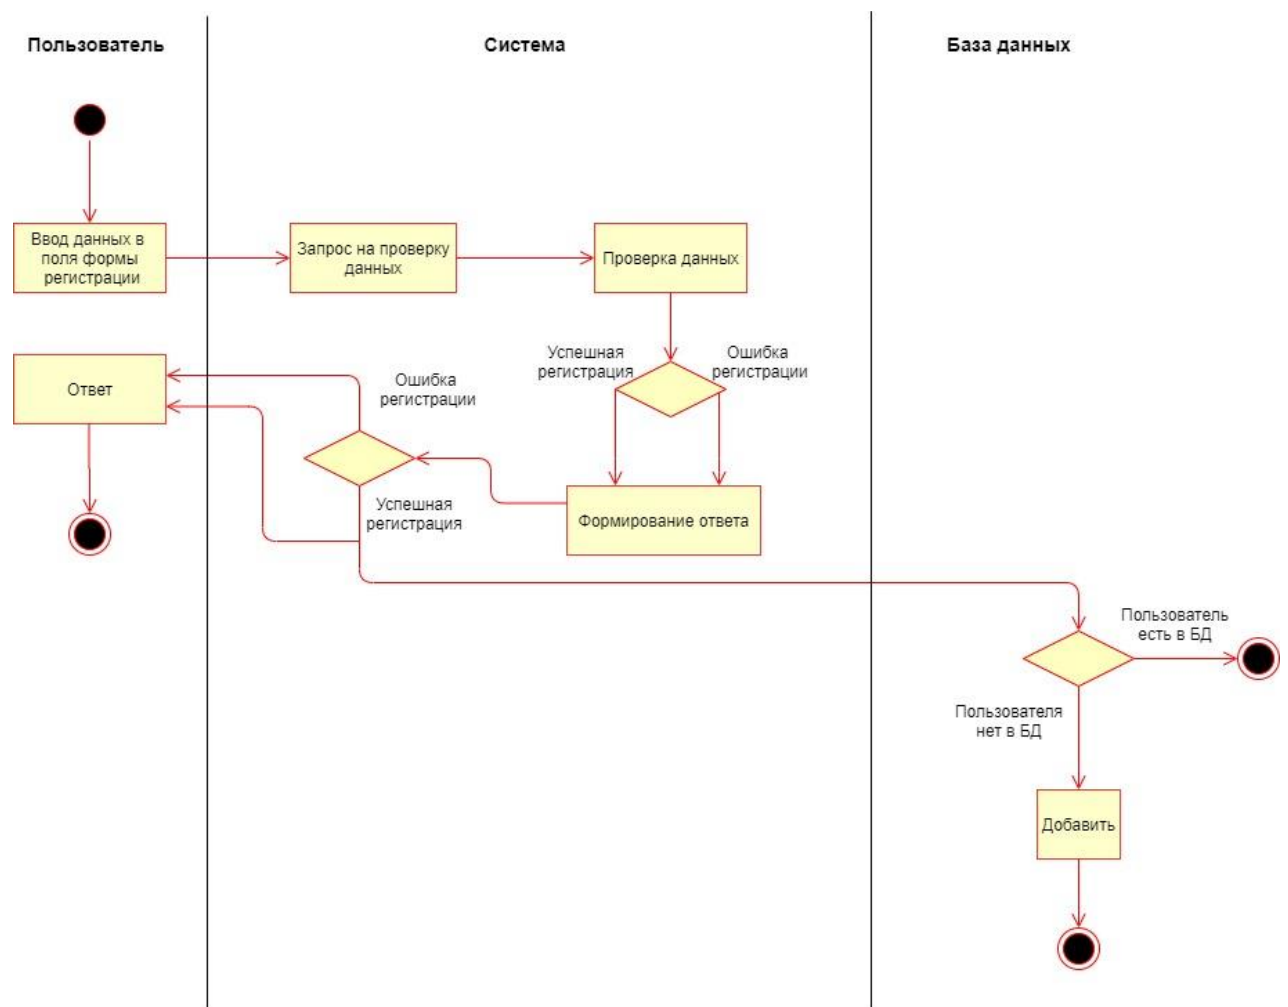 Пользователь
Система
База данных
Ввод данных в
поля формы
регистрации
Запрос на проверку
данных
Проверка данных
Успешная
регистрация
Ошибка
регистрации
Ответ
Ошибка
регистрации
Успешная
регистрация
Формирование ответа
Пользователь
есть в БД
Пользователя
нет в БД
Добавить